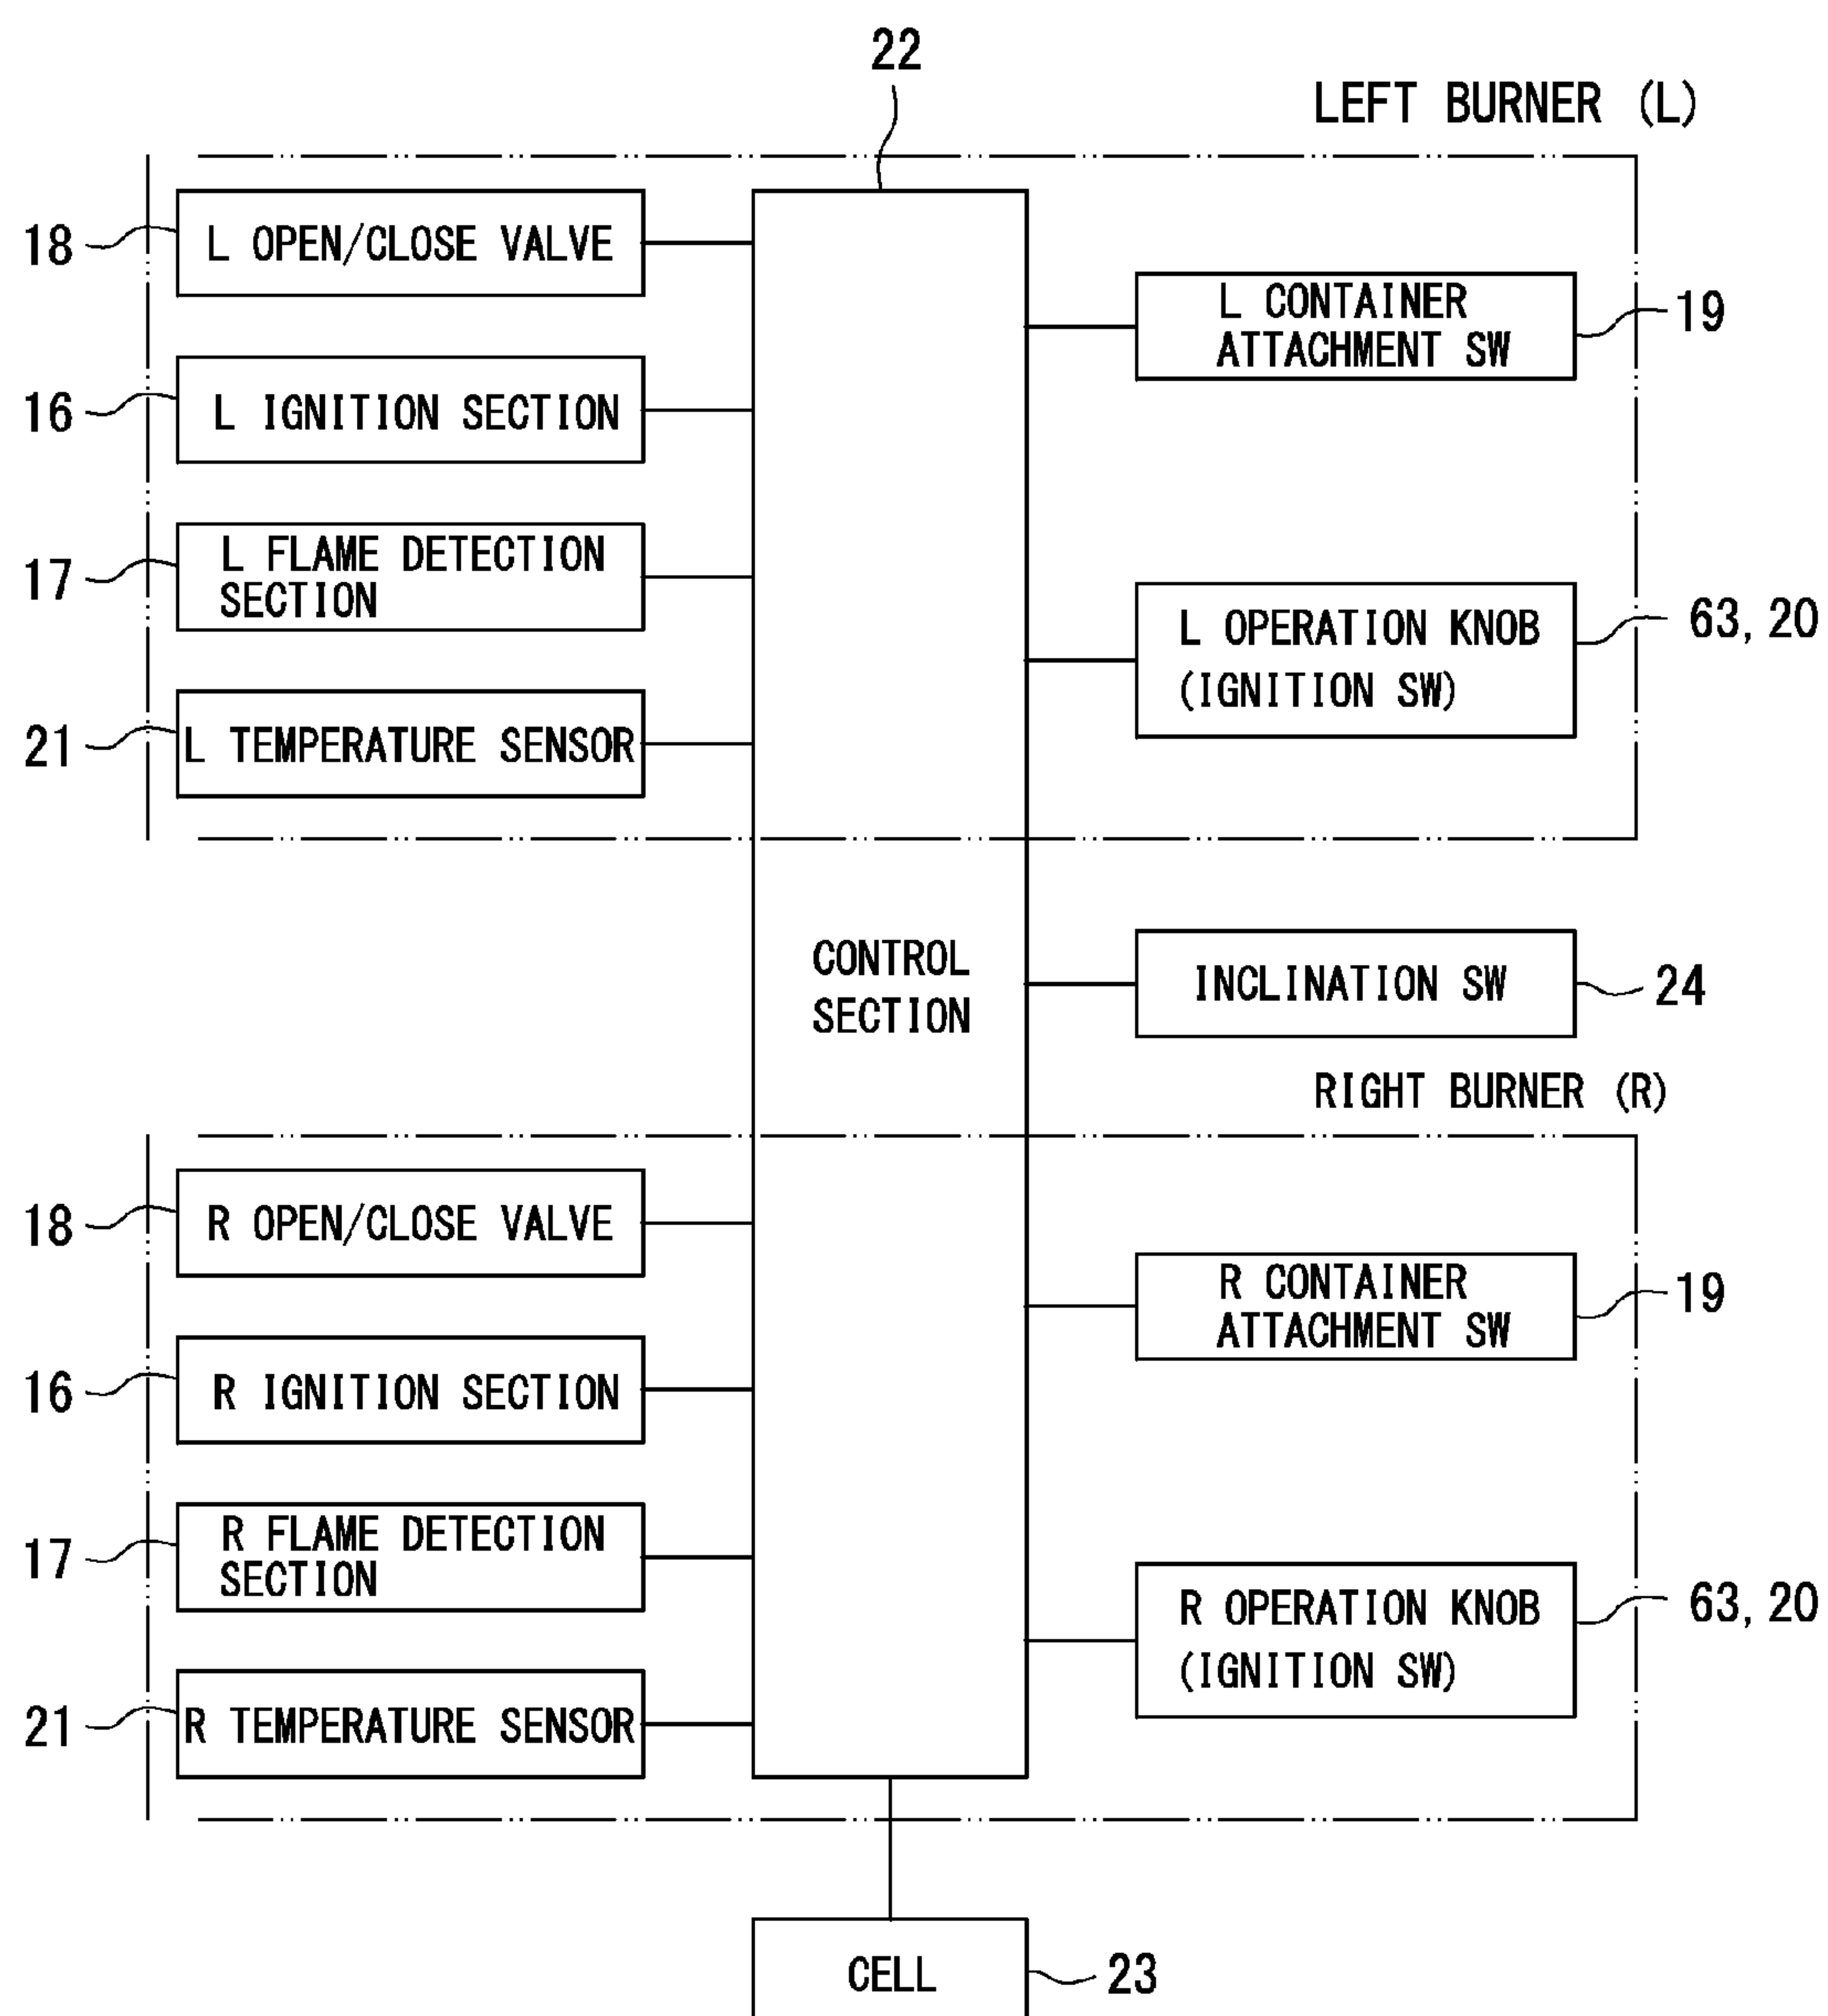 22
LEFT BURNER (L)
18
L OPEN/CLOSE VALVE
L CONTAINER
ATTACHMENT SW
19
16
L IGNITION SECTION
17
L FLAME DETECTION
SECTION
L OPERATION KNOB
(IGNITION SW)
63, 20
21
L TEMPERATURE SENSOR
CONTROL
SECTION
INCLINATION SW
24
RIGHT BURNER (R)
18
R OPEN/CLOSE VALVE
R CONTAINER
ATTACHMENT SW
19
16
R IGNITION SECTION
17
R FLAME DETECTION
SECTION
R OPERATION KNOB
(IGNITION SW)
63, 20
21
R TEMPERATURE SENSOR
CELL
23